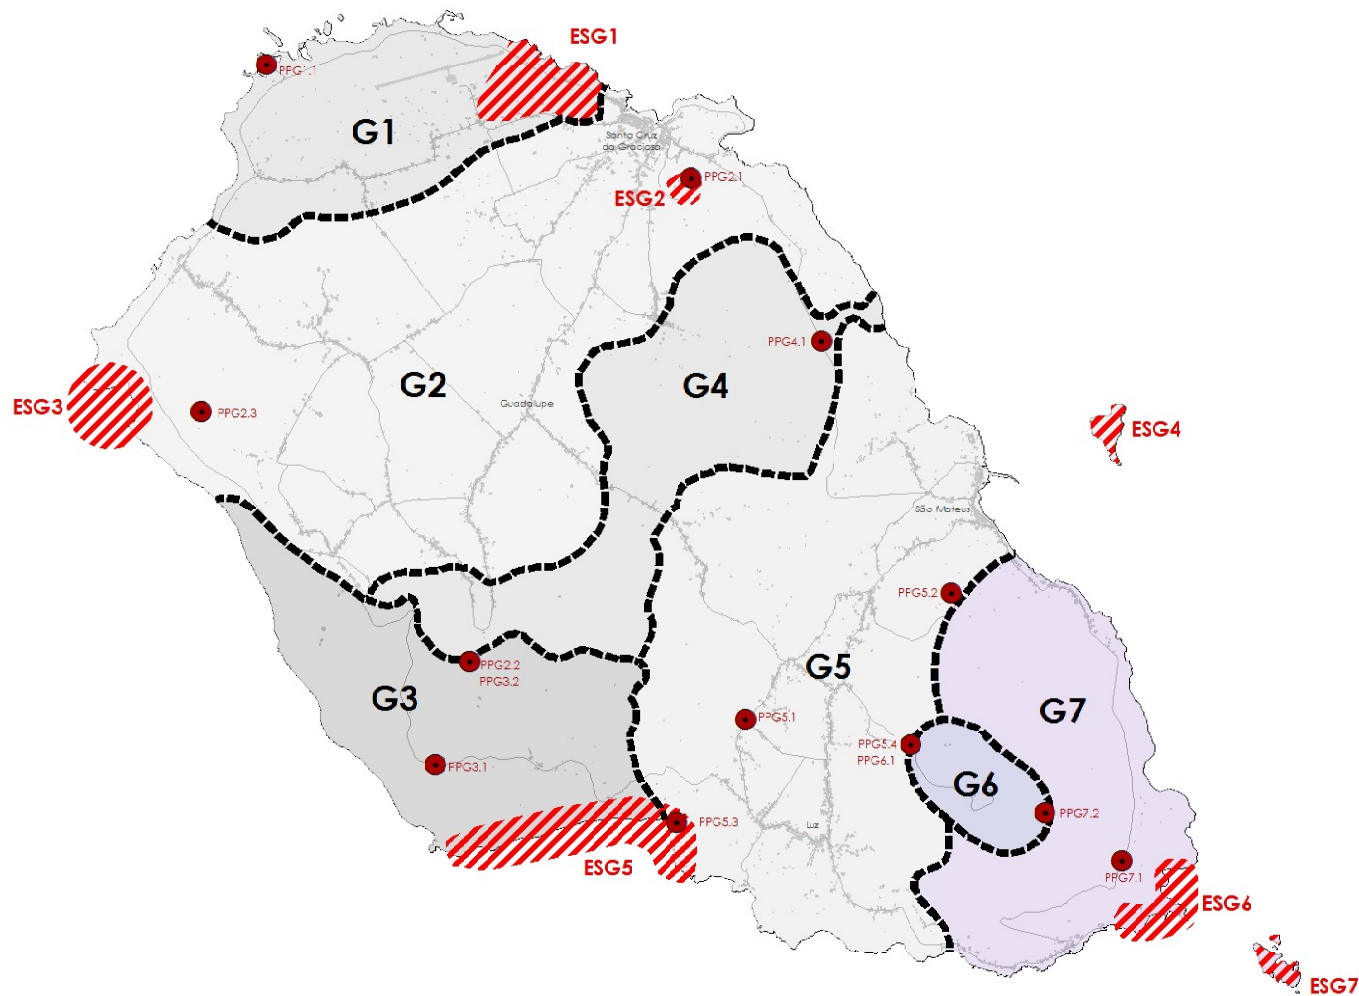 ESG1
PPG1.1
G1
Santa Cruz
da Graciosa
PPG2.1
ESG2
PPG4.1
G2
G4
Guadalupe
ESG3
PPG2.3
ESG4
São Mateus
PPG5.2
PPG2.2
PPG3.2
G5
G3
G7
PPG5.1
PPG5.4
PPG6.1
PPG3.1
G6
PPG7.2
PPG5.3
Luz
ESG5
PPG7.1
ESG6
ESG7